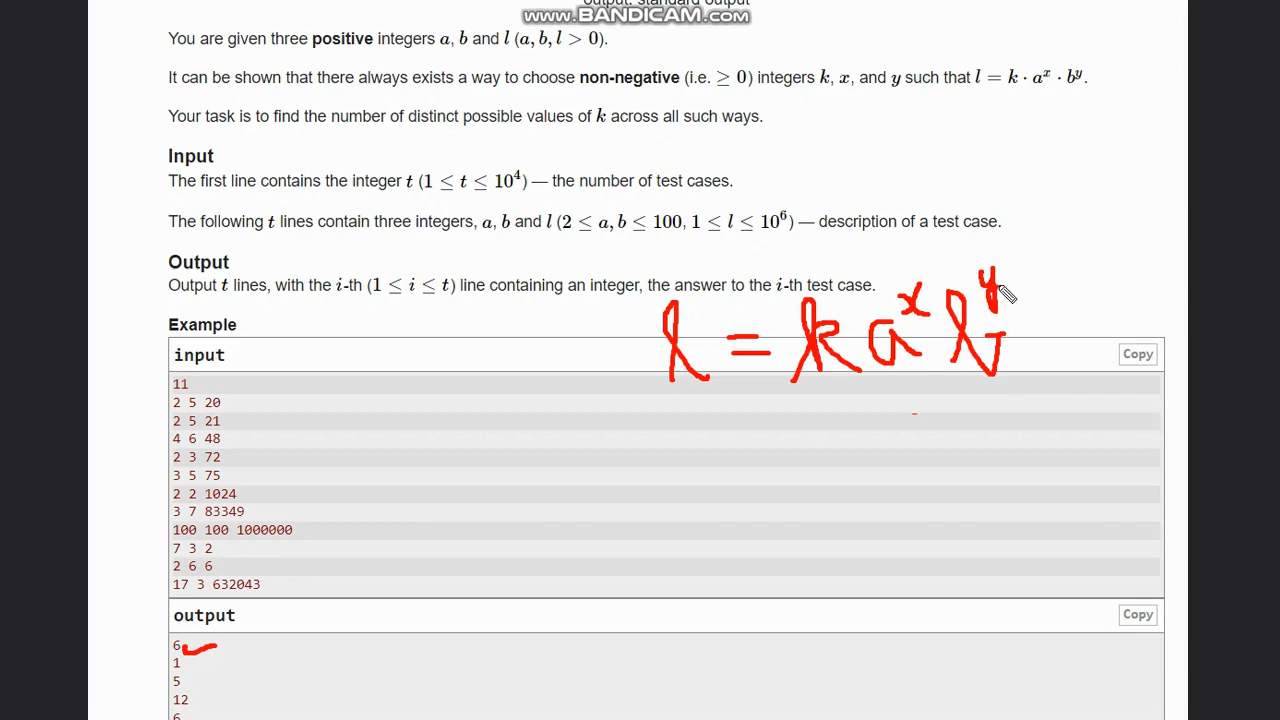 output: standard output
www.BANDICAM.com
You are given three positive integers a, b and l (a, b, l > 0).
It can be shown that there always exists a way to choose non-negative (i.e. ≥ 0) integers k, x, and y such that l = k · a^x · b^y.
Your task is to find the number of distinct possible values of k across all such ways.
Input
The first line contains the integer t (1 ≤ t ≤ 10^4) — the number of test cases.
The following t lines contain three integers, a, b and l (2 ≤ a, b ≤ 100, 1 ≤ l ≤ 10^6) — description of a test case.
Output
Output t lines, with the i-th (1 ≤ i ≤ t) line containing an integer, the answer to the i-th test case.
l = k a^x b^y
Example
input
Copy
11
2 5 20
2 5 21
4 6 48
2 3 72
3 5 75
2 2 1024
3 7 83349
100 100 1000000
7 3 2
2 6 6
17 3 632043
output
Copy
6
1
5
12
6